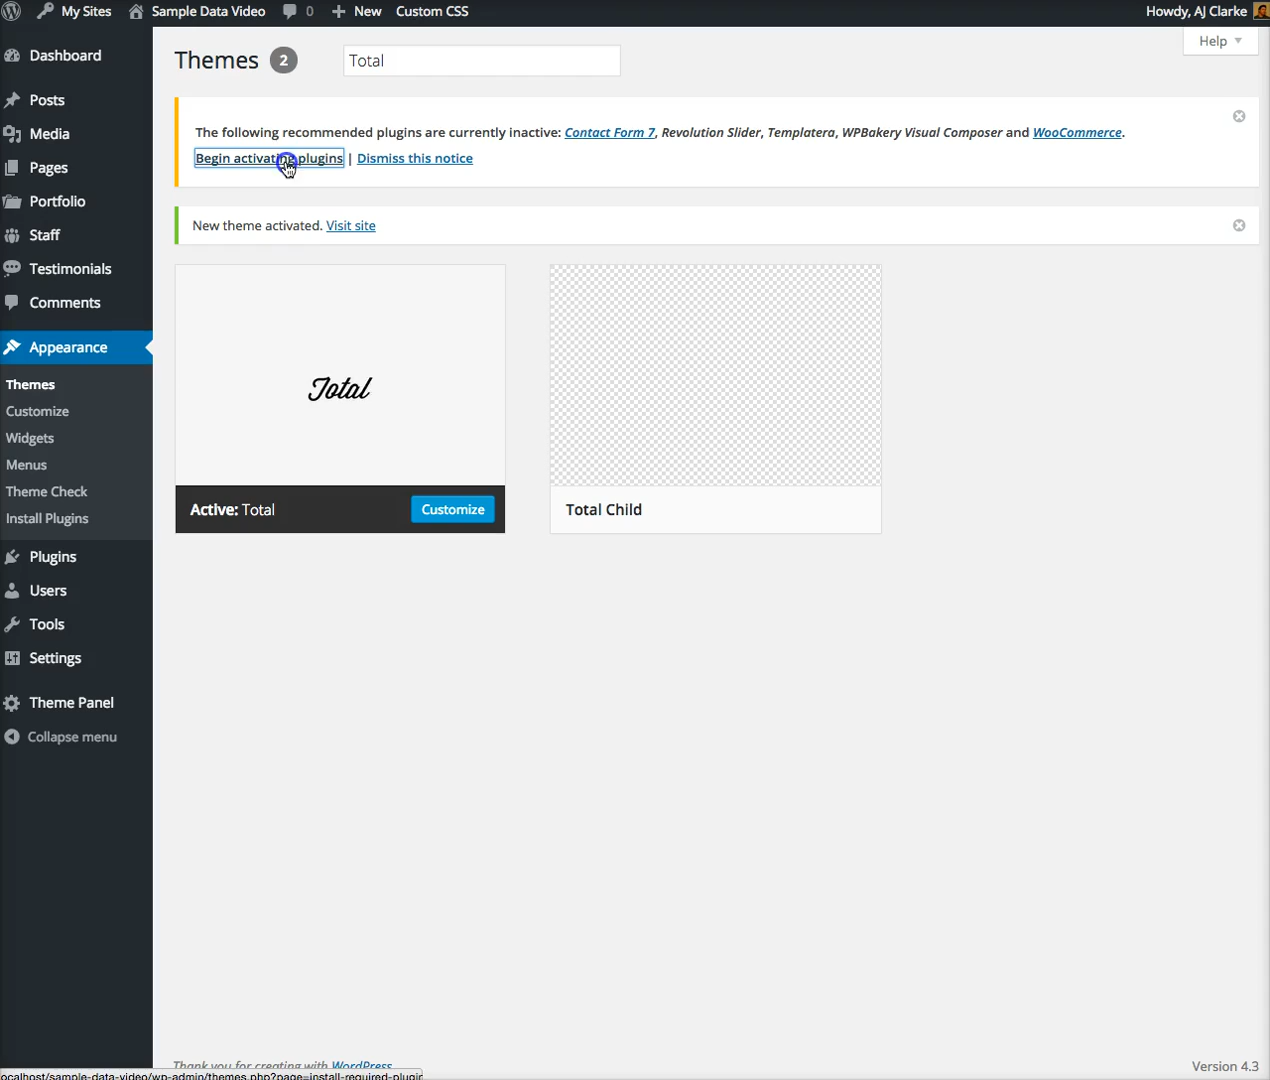 My Sites Sample Data Video 0 New Custom CSS Howdy, AJ Clarke
Help
Dashboard
Posts
Media
Pages
Portfolio
Staff
Testimonials
Comments
Appearance
Themes
Customize
Widgets
Menus
Theme Check
Install Plugins
Plugins
Users
Tools
Settings
Theme Panel
Collapse menu
Themes 2 Total
The following recommended plugins are currently inactive: Contact Form 7, Revolution Slider, Templatera, WPBakery Visual Composer and WooCommerce.
Begin activating plugins | Dismiss this notice
New theme activated. Visit site
Total
Active: Total Customize
Total Child
Thank you for creating with WordPress
Version 4.3
ocalhost/sample-data-video/wp-admin/themes.php?page=install-required-plugin